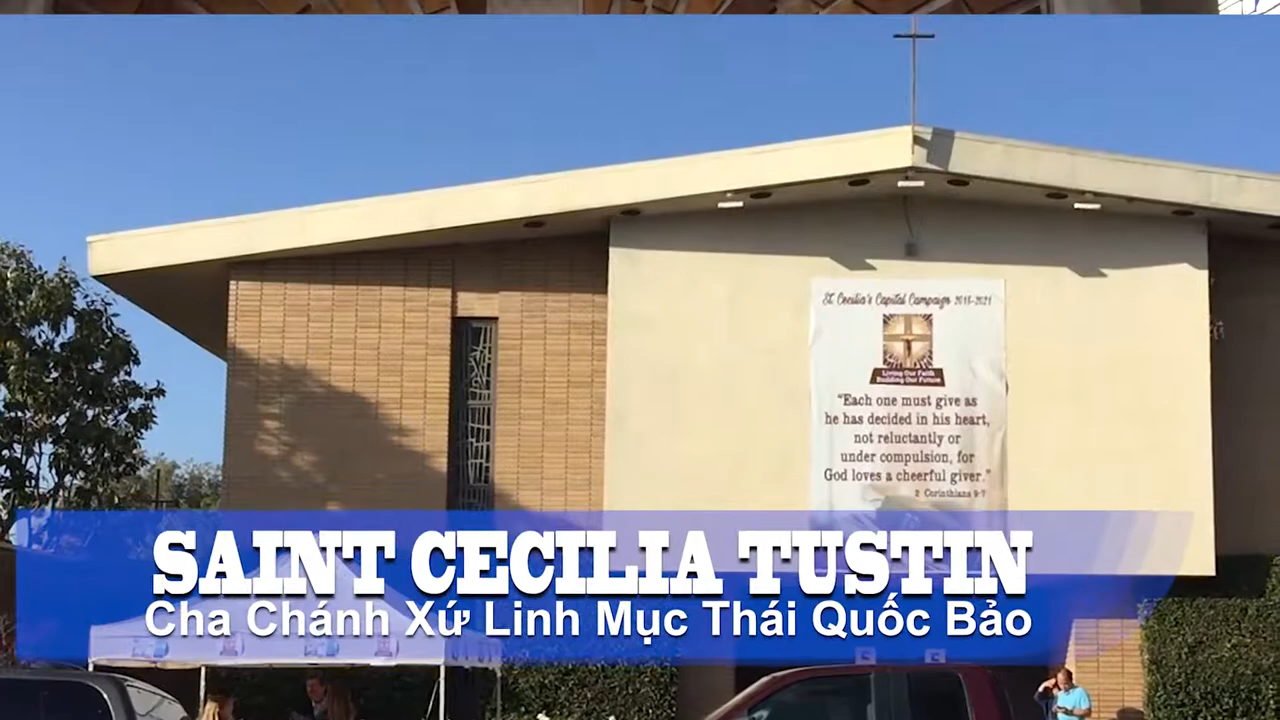 St. Cecilia's Capital Campaign 2018-2021
Living Our Faith
Building Our Future
"Each one must give as
he has decided in his heart,
not reluctantly or
under compulsion, for
God loves a cheerful giver."
2 Corinthians 9:7
SAINT CECILIA TUSTIN
Cha Chánh Xứ Linh Mục Thái Quốc Bảo